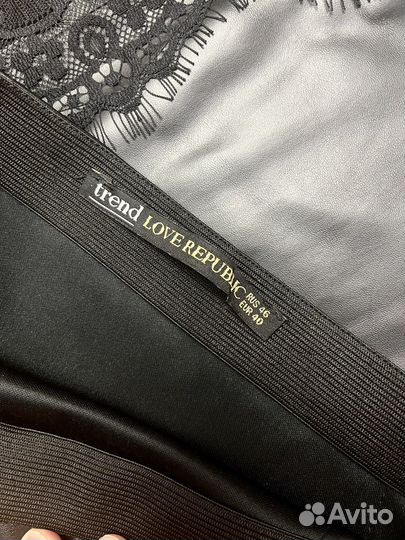 trend LOVE REPUBLIC
RUS 46
EUR 40
Avito